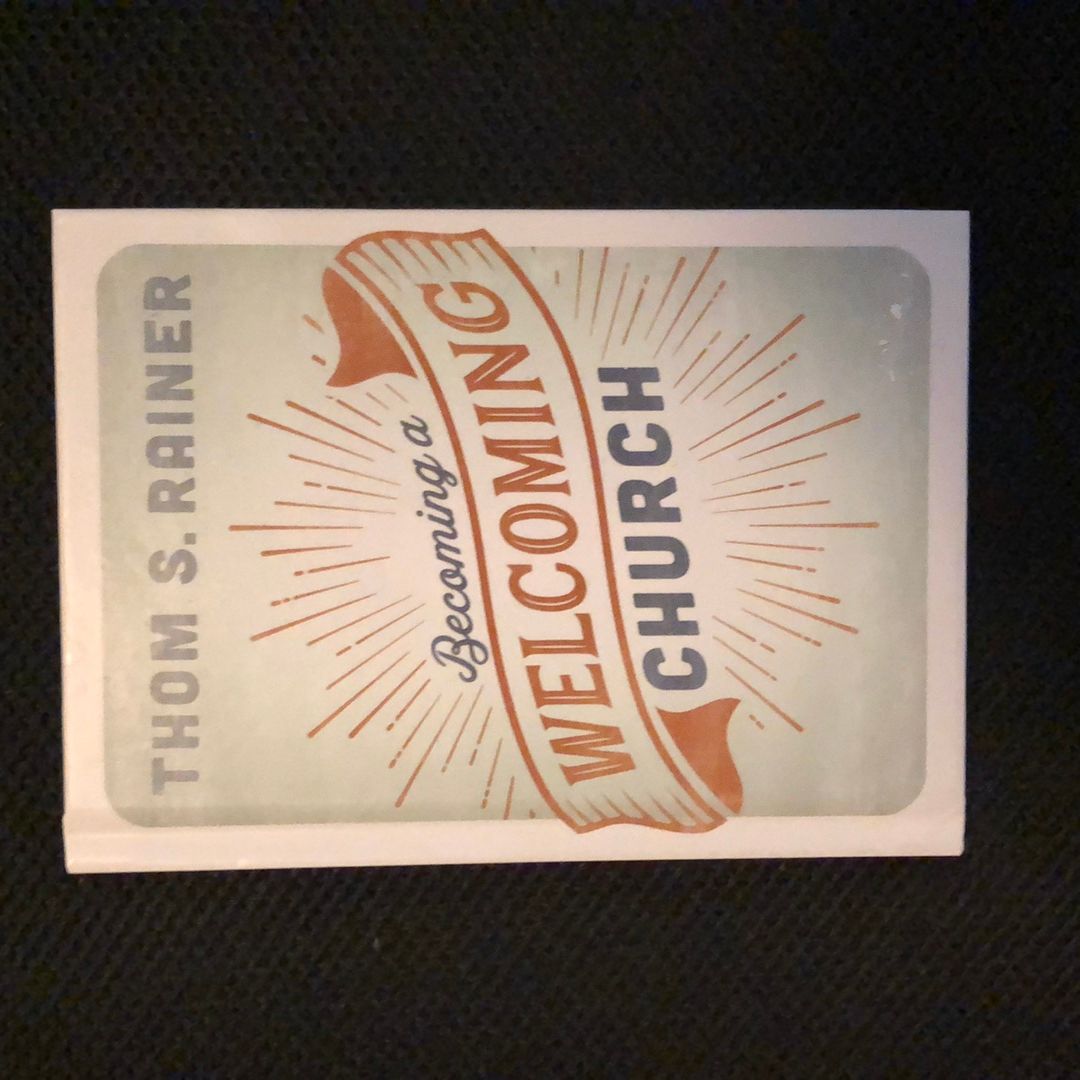 THOM S. RAINER
Becoming a
WELCOMING
CHURCH